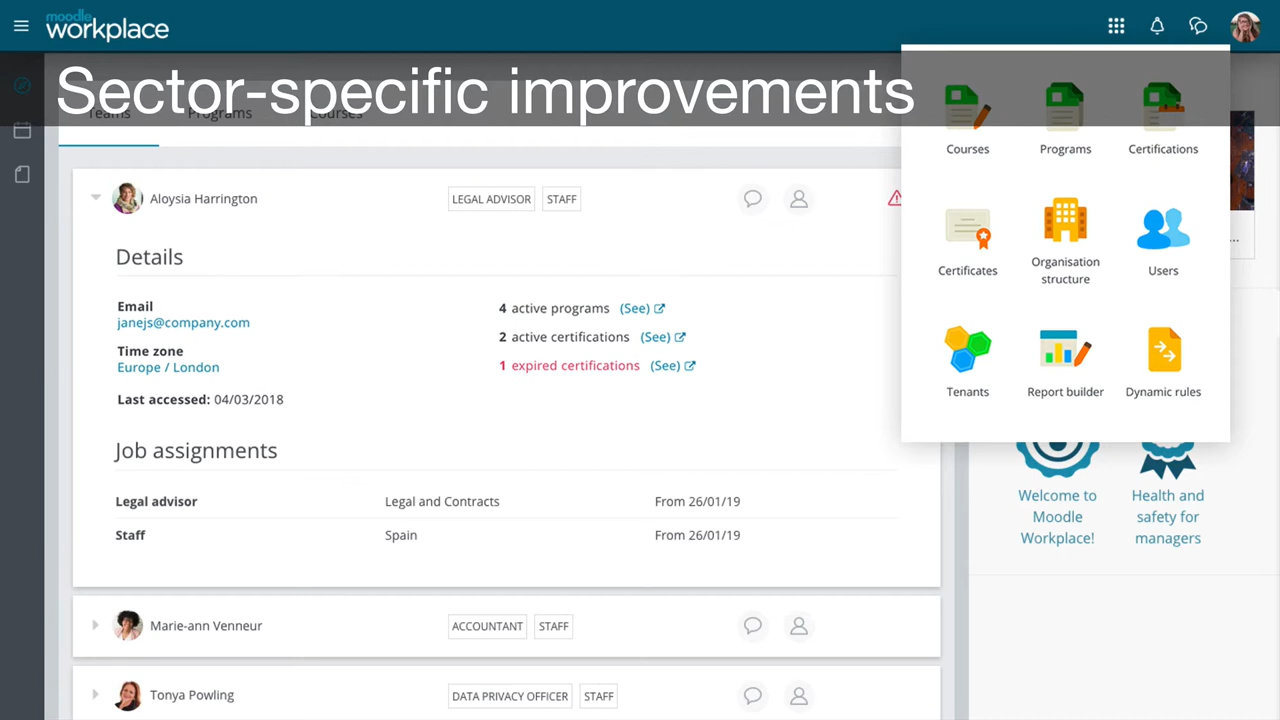 moodle
workplace
Sector-specific improvements
Teams Programs Courses
Courses Programs Certifications
Aloysia Harrington LEGAL ADVISOR STAFF
Details
Email
janejs@company.com
Time zone
Europe / London
Last accessed: 04/03/2018
4 active programs (See)
2 active certifications (See)
1 expired certifications (See)
Job assignments
Legal advisor Legal and Contracts From 26/01/19
Staff Spain From 26/01/19
Marie-ann Venneur ACCOUNTANT STAFF
Tonya Powling DATA PRIVACY OFFICER STAFF
Certificates Organisation structure Users
Tenants Report builder Dynamic rules
...
Welcome to
Moodle
Workplace!
Health and
safety for
managers